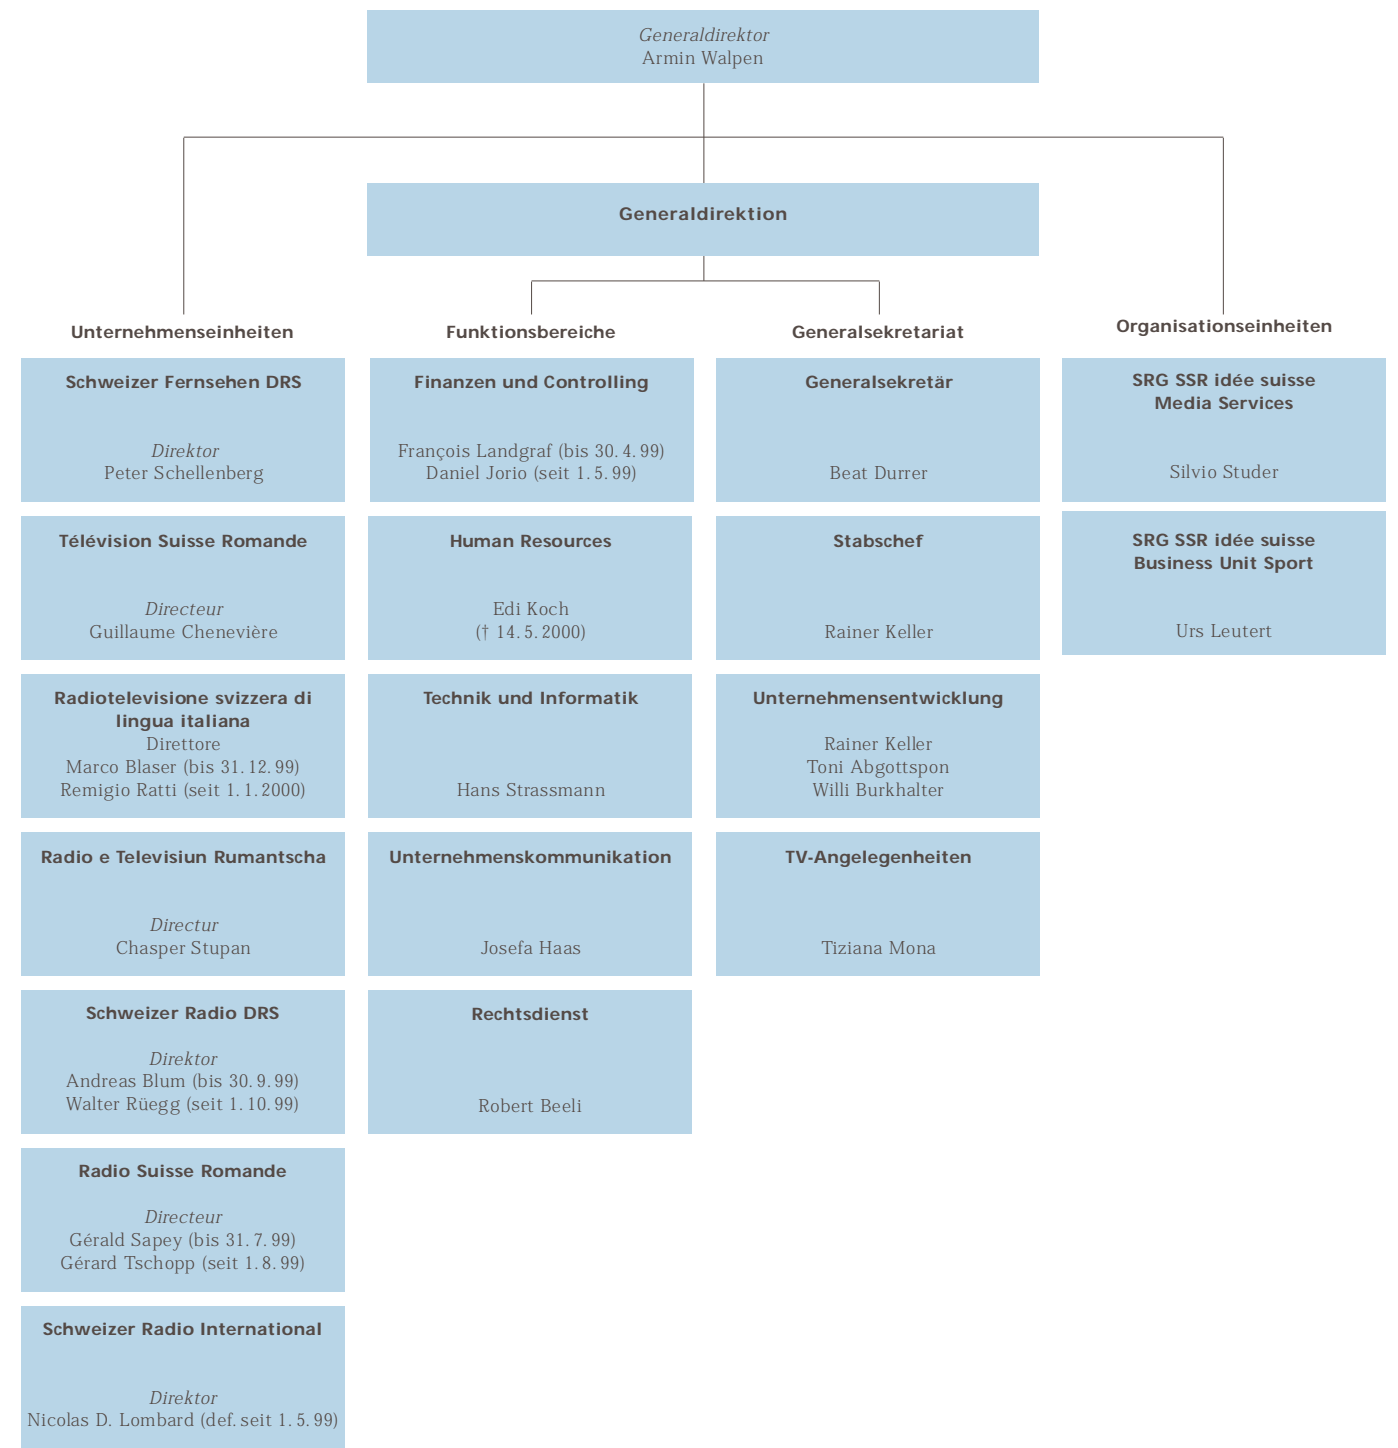 Generaldirektor
Armin Walpen
Generaldirektion
Unternehmenseinheiten
Schweizer Fernsehen DRS
Direktor
Peter Schellenberg
Télévision Suisse Romande
Directeur
Guillaume Chenevière
Radiotelevisione svizzera di
lingua italiana
Direttore
Marco Blaser (bis 31.12.99)
Remigio Ratti (seit 1.1.2000)
Radio e Televisiun Rumantscha
Directur
Chasper Stupan
Schweizer Radio DRS
Direktor
Andreas Blum (bis 30.9.99)
Walter Rüegg (seit 1.10.99)
Radio Suisse Romande
Directeur
Gérald Sapey (bis 31.7.99)
Gérard Tschopp (seit 1.8.99)
Schweizer Radio International
Direktor
Nicolas D. Lombard (def. seit 1.5.99)
Funktionsbereiche
Finanzen und Controlling
François Landgraf (bis 30.4.99)
Daniel Jorio (seit 1.5.99)
Human Resources
Edi Koch
(† 14.5.2000)
Technik und Informatik
Hans Strassmann
Unternehmenskommunikation
Josefa Haas
Rechtsdienst
Robert Beeli
Generalsekretariat
Generalsekretär
Beat Durrer
Stabschef
Rainer Keller
Unternehmensentwicklung
Rainer Keller
Toni Abgottspon
Willi Burkhalter
TV-Angelegenheiten
Tiziana Mona
Organisationseinheiten
SRG SSR idée suisse
Media Services
Silvio Studer
SRG SSR idée suisse
Business Unit Sport
Urs Leutert